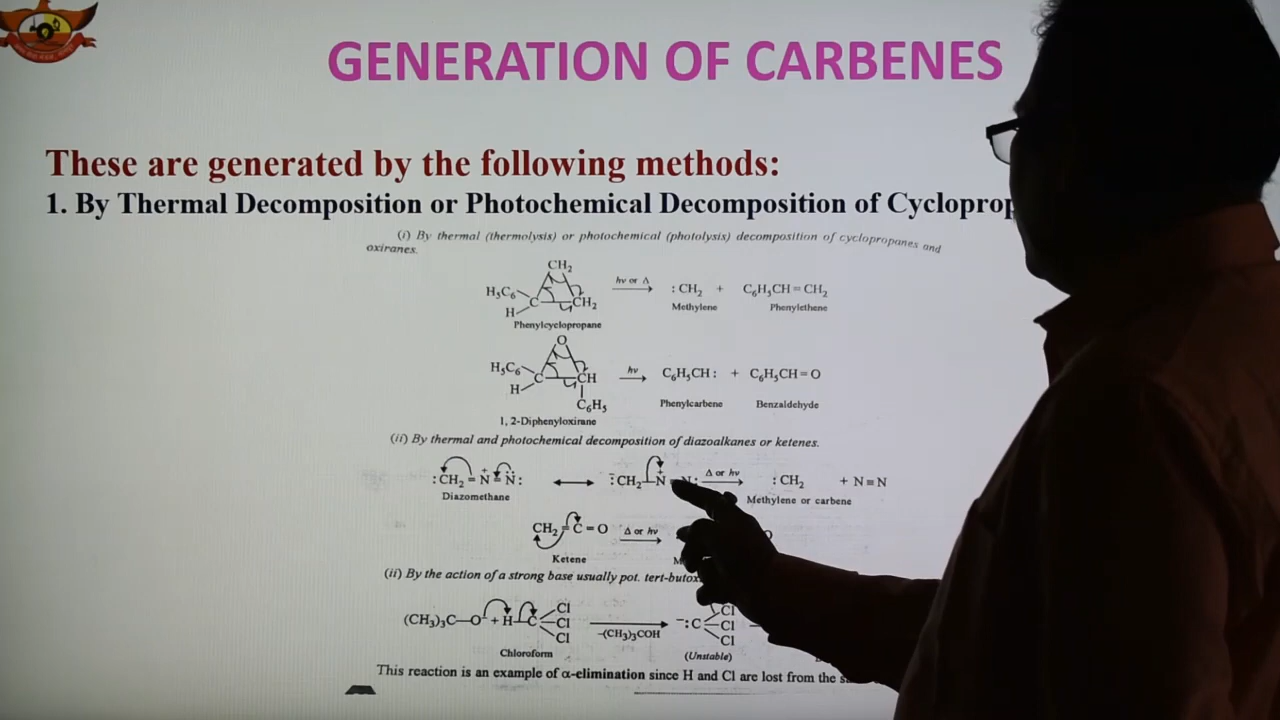 GENERATION OF CARBENES
These are generated by the following methods:
1. By Thermal Decomposition or Photochemical Decomposition of
(i) By thermal (thermolysis) or photochemical (photolysis) decomposition of cyclopropanes and
oxiranes.
CH₂
H₅C₆ C CH₂ hν or Δ : CH₂ + C₆H₅CH = CH₂
H Methylene Phenylethene
Phenylcyclopropane
O
H₅C₆ C CH hν C₆H₅CH : + C₆H₅CH = O
H
C₆H₅ Phenylcarbene Benzaldehyde
1, 2-Diphenyloxirane
(ii) By thermal and photochemical decomposition of diazoalkanes or ketenes.
:CH₂ = N⁺ = N̈: ⟷ ⁻:CH₂—N⁺ ≡ N: Δ or hν : CH₂ + N ≡ N
Diazomethane Methylene or carbene
CH₂ = C = O Δ or hν
Ketene
(ii) By the action of a strong base usually pot.
(CH₃)₃C—O⁻ + H—C Cl Cl Cl –(CH₃)₃COH ⁻:C Cl Cl Cl
Chloroform (Unstable)
This reaction is an example of α-elimination since H and Cl are lost from the